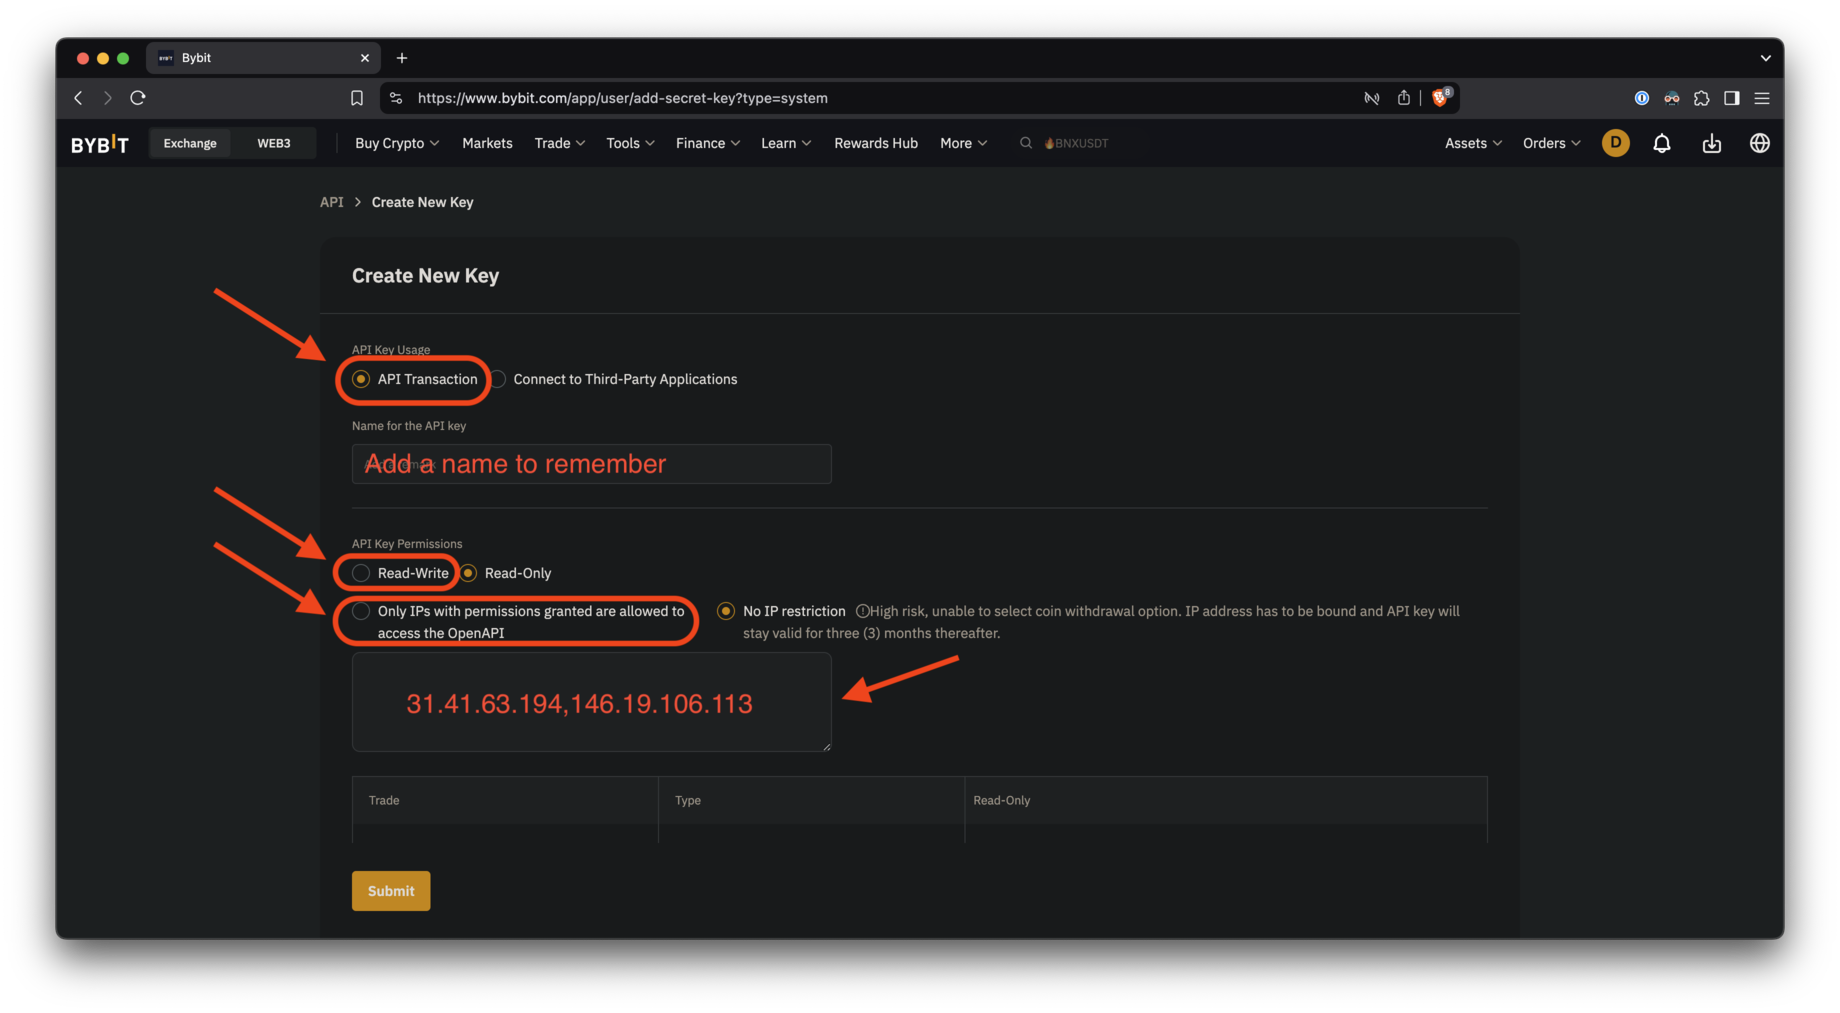 Bybit
https://www.bybit.com/app/user/add-secret-key?type=system
8
BYBIT Exchange WEB3 Buy Crypto Markets Trade Tools Finance Learn Rewards Hub More BNXUSDT Assets Orders D
API > Create New Key
Create New Key
API Key Usage
API Transaction Connect to Third-Party Applications
Name for the API key
Add a name to remember
API Key Permissions
Read-Write Read-Only
Only IPs with permissions granted are allowed to access the OpenAPI
No IP restriction High risk, unable to select coin withdrawal option. IP address has to be bound and API key will
stay valid for three (3) months thereafter.
31.41.63.194,146.19.106.113
Trade Type Read-Only
Submit